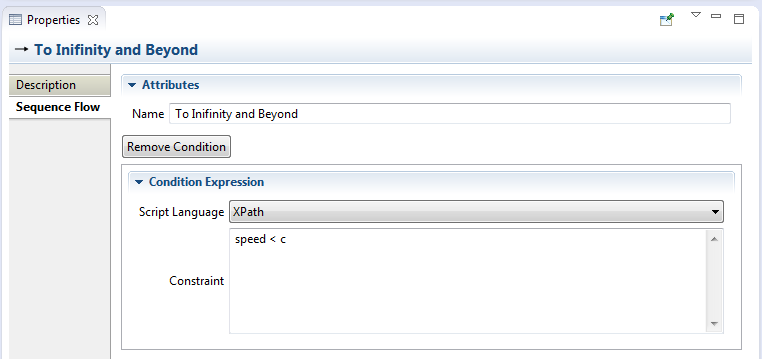 Properties
To Inifinity and Beyond
Description
Sequence Flow
Attributes
Name To Inifinity and Beyond
Remove Condition
Condition Expression
Script Language XPath
speed < c
Constraint